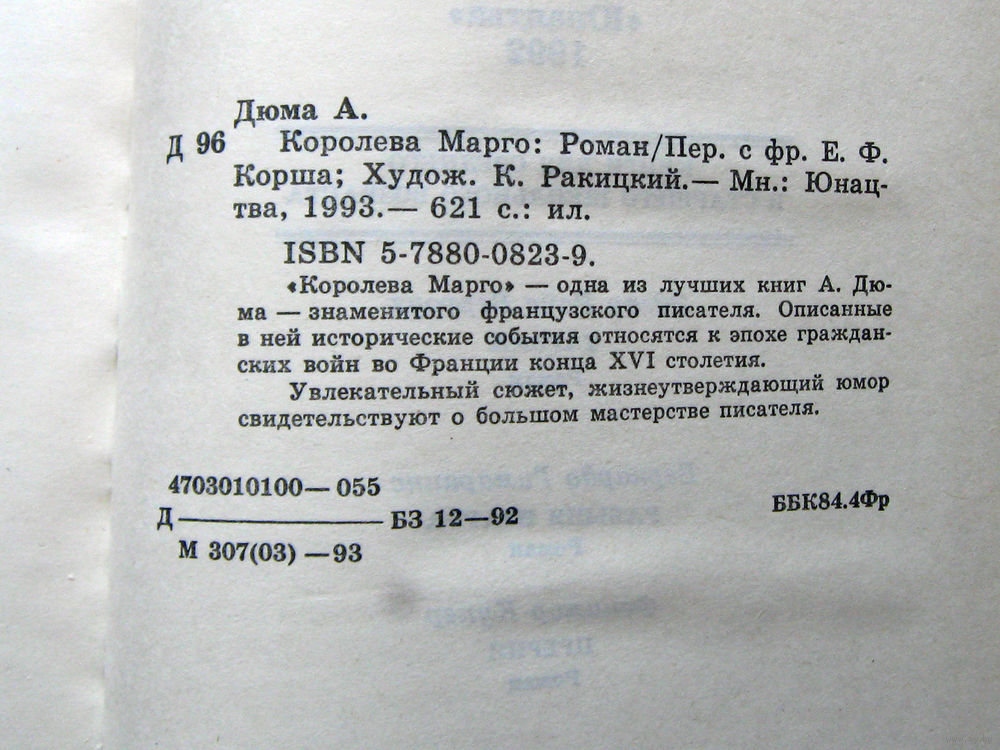 Дюма А.
Д 96 Королева Марго: Роман/Пер. с фр. Е. Ф.
Корша; Худож. К. Ракицкий.— Мн.: Юнац-
тва, 1993.— 621 с.: ил.
ISBN 5-7880-0823-9.
«Королева Марго» — одна из лучших книг А. Дю-
ма — знаменитого французского писателя. Описанные
в ней исторические события относятся к эпохе граждан-
ских войн во Франции конца XVI столетия.
Увлекательный сюжет, жизнеутверждающий юмор
свидетельствуют о большом мастерстве писателя.
4703010100—055
Д ———— БЗ 12—92
М 307(03) —93
ББК84.4Фр